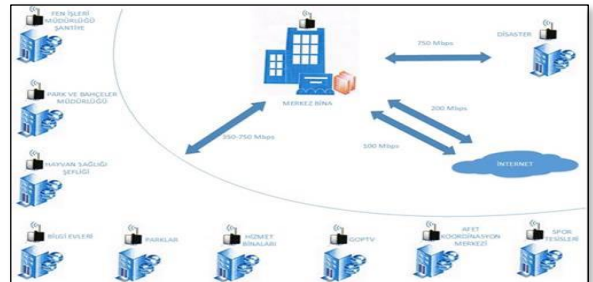 FEN İŞLERİ
MÜDÜRLÜĞÜ
ŞANTİYE
PARK VE BAHÇELER
MÜDÜRLÜĞÜ
HAYVAN SAĞLIĞI
ŞEFLİĞİ
MERKEZ BİNA
750 Mbps
DİSASTER
200 Mbps
100 Mbps
350-750 Mbps
İNTERNET
BİLGİ EVLERİ
PARKLAR
HİZMET
BİNALARI
GOPTV
AFET
KOORDİNASYON
MERKEZİ
SPOR
TESİSLERİ